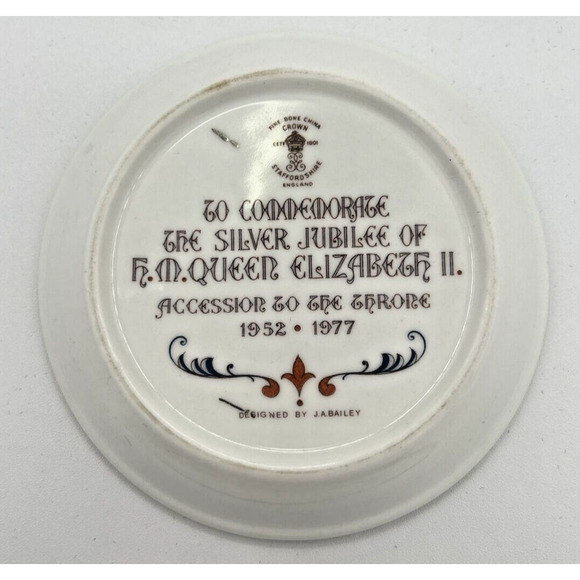 FINE BONE CHINA
CROWN
ESTD 1801
STAFFORDSHIRE
ENGLAND
TO COMMEMORATE
THE SILVER JUBILEE OF
H.M.QUEEN ELIZABETH II.
ACCESSION TO THE THRONE
1952 • 1977
DESIGNED BY J.A.BAILEY